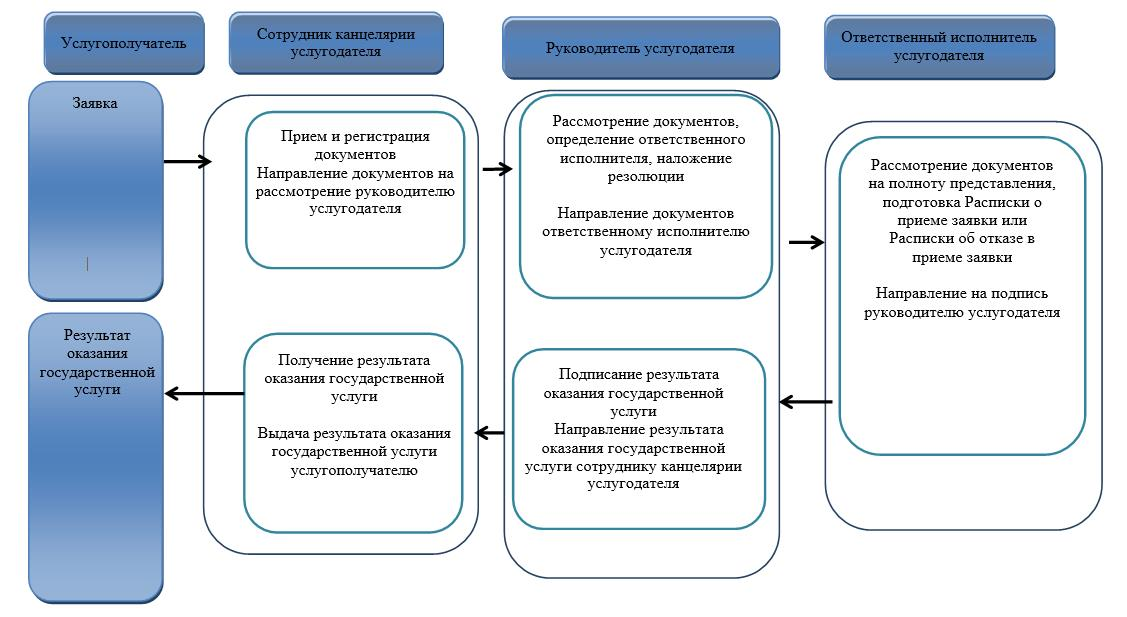 Услугополучатель
Сотрудник канцелярии
услугодателя
Руководитель услугодателя
Ответственный исполнитель
услугодателя
Заявка
Прием и регистрация
документов
Направление документов на
рассмотрение руководителю
услугодателя
Рассмотрение документов,
определение ответственного
исполнителя, наложение
резолюции
Направление документов
ответственному исполнителю
услугодателя
Рассмотрение документов
на полноту представления,
подготовка Расписки о
приеме заявки или
Расписки об отказе в
приеме заявки
Направление на подпись
руководителю услугодателя
Результат
оказания
государственной
услуги
Получение результата
оказания государственной
услуги
Выдача результата оказания
государственной услуги
услугополучателю
Подписание результата
оказания государственной
услуги
Направление результата
оказания государственной
услуги сотруднику канцелярии
услугодателя